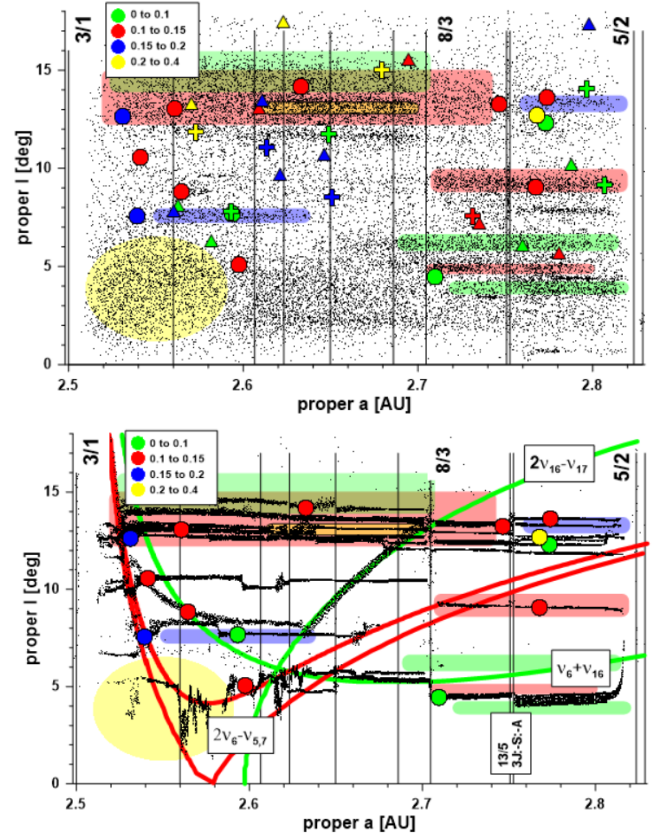 3/1
8/3
5/2
0 to 0.1
0.1 to 0.15
0.15 to 0.2
0.2 to 0.4
15
10
5
0
proper I [deg]
2.5
2.6
2.7
2.8
proper a [AU]
3/1
8/3
5/2
0 to 0.1
0.1 to 0.15
0.15 to 0.2
0.2 to 0.4
2ν16-ν17
15
10
5
0
proper I [deg]
ν6+ν16
2ν6-ν5,7
13/5
3J:-S:-A
2.5
2.6
2.7
2.8
proper a [AU]